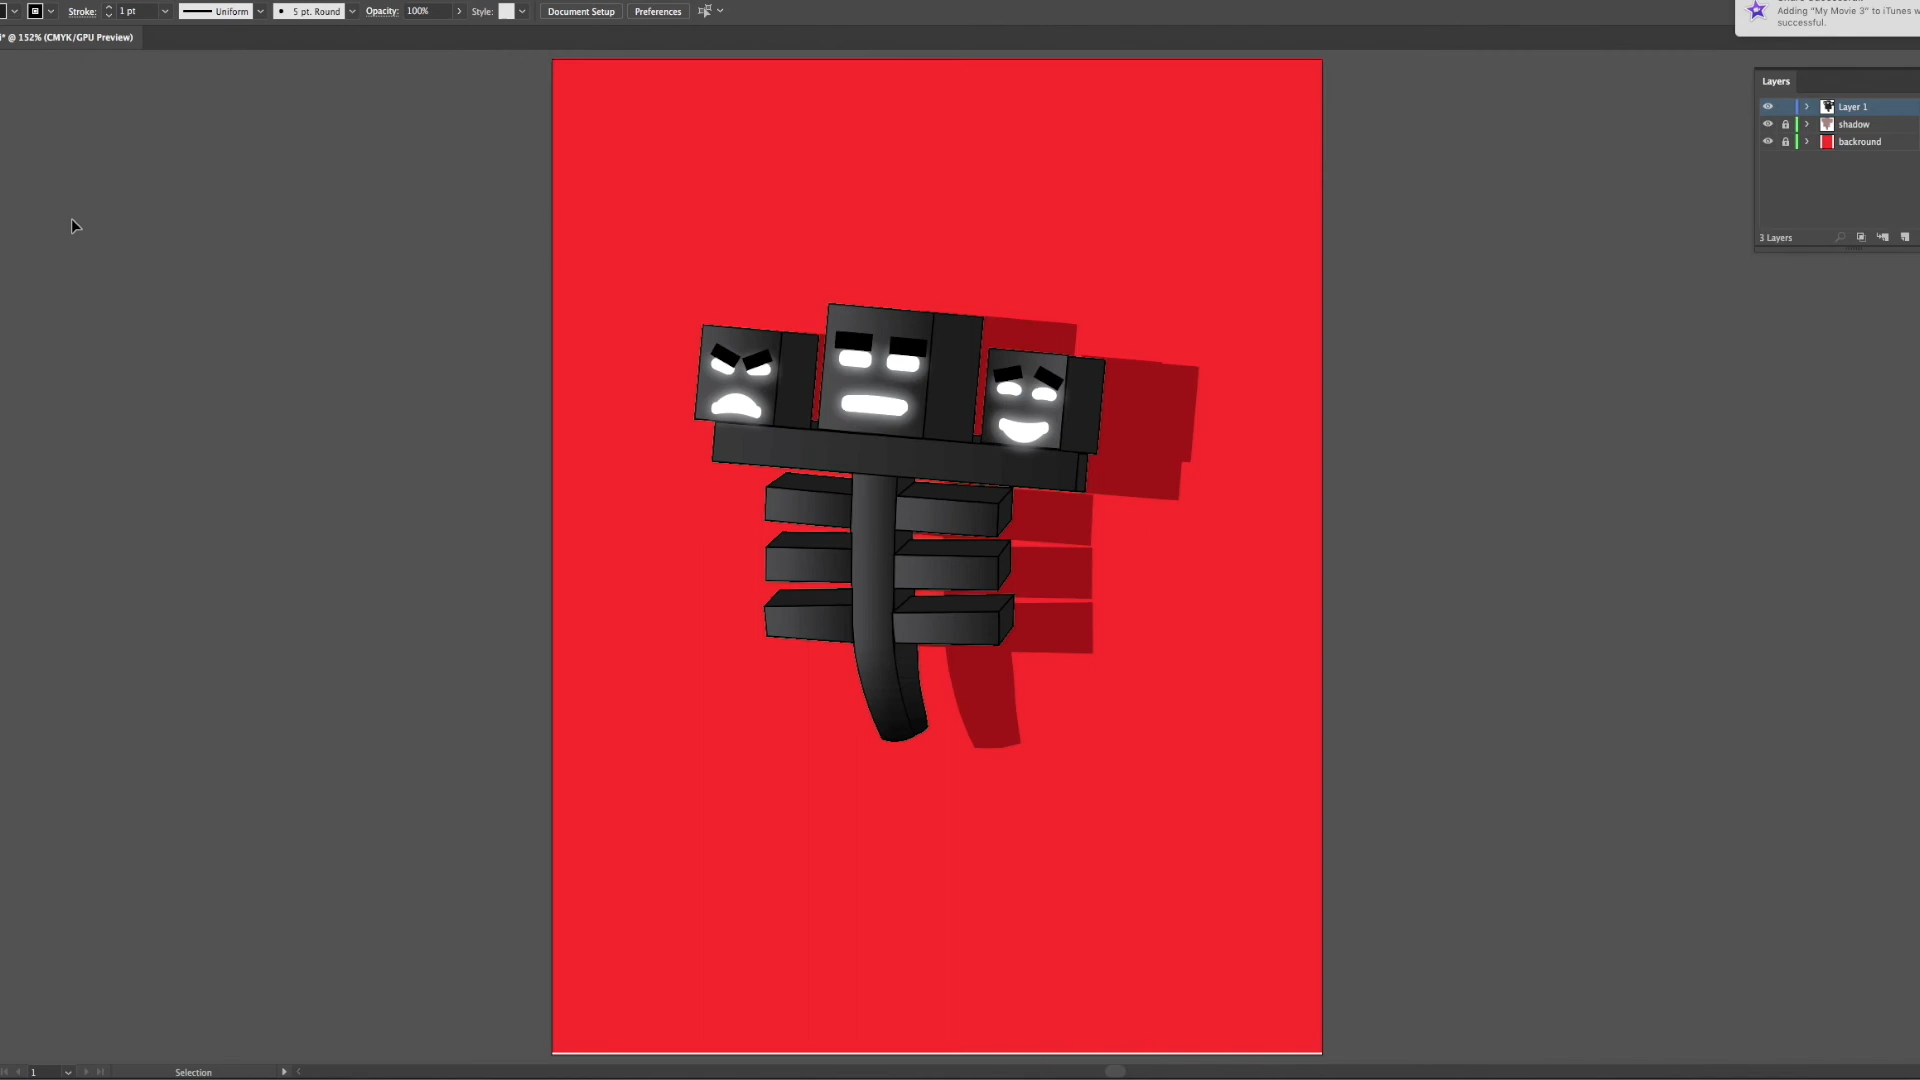 Stroke: 1 pt Uniform 5 pt. Round Opacity: 100% Style: Document Setup Preferences
Adding "My Movie 3" to iTunes w
successful.
* @ 152% (CMYK/GPU Preview)
Layers
Layer 1
shadow
backround
3 Layers
1 Selection